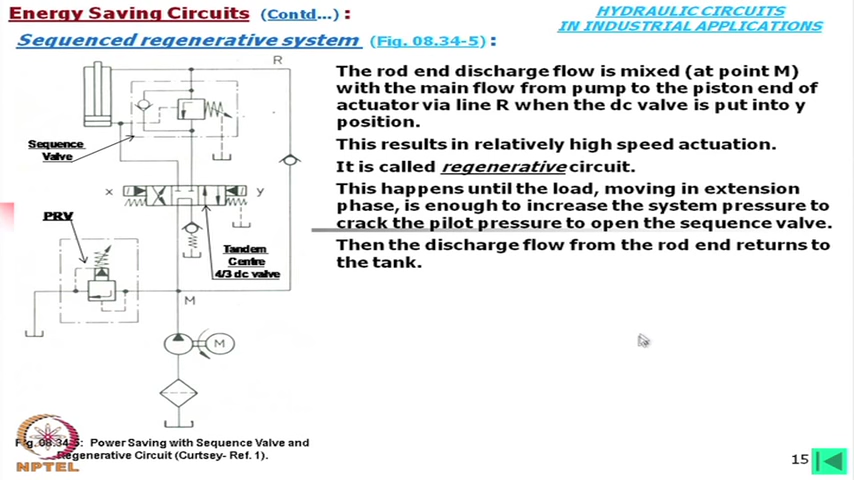 Energy Saving Circuits (Contd...) :
HYDRAULIC CIRCUITS
IN INDUSTRIAL APPLICATIONS
Sequenced regenerative system (Fig. 08.34-5) :
R
Sequence
Valve
x
y
PRV
Tandem
Centre
4/3 dc valve
M
M
The rod end discharge flow is mixed (at point M)
with the main flow from pump to the piston end of
actuator via line R when the dc valve is put into y
position.
This results in relatively high speed actuation.
It is called regenerative circuit.
This happens until the load, moving in extension
phase, is enough to increase the system pressure to
crack the pilot pressure to open the sequence valve.
Then the discharge flow from the rod end returns to
the tank.
Fig. 08.34-5: Power Saving with Sequence Valve and
Regenerative Circuit (Curtsey- Ref. 1).
NPTEL
15